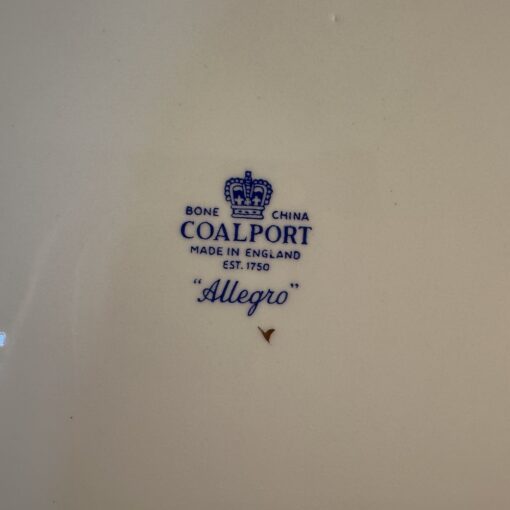 BONE CHINA
COALPORT
MADE IN ENGLAND
EST. 1750
"Allegro"